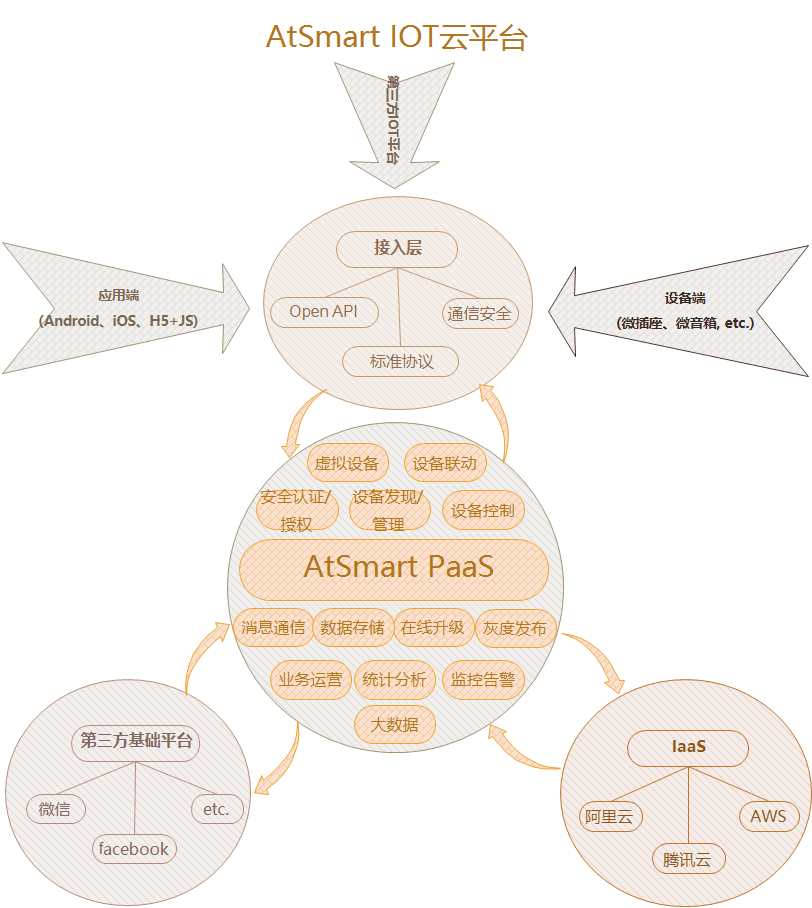 AtSmart IOT云平台
第三方IOT平台
接入层
Open API
通信安全
标准协议
应用端
(Android、iOS、H5+JS)
设备端
(微插座、微音箱, etc.)
虚拟设备
设备联动
安全认证/
授权
设备发现/
管理
设备控制
AtSmart PaaS
消息通信
数据存储
在线升级
灰度发布
业务运营
统计分析
监控告警
大数据
第三方基础平台
微信
facebook
etc.
IaaS
阿里云
腾讯云
AWS